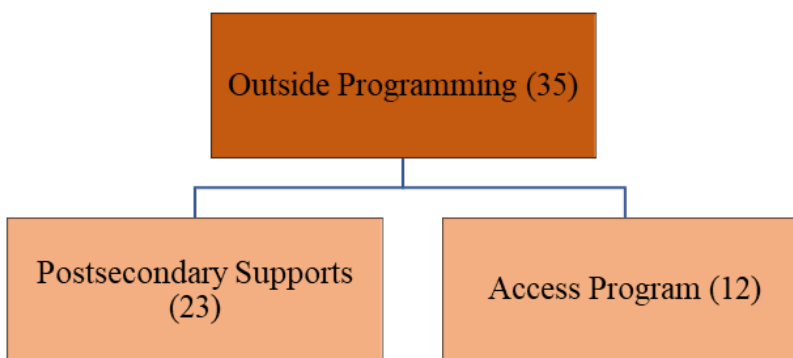 Outside Programming (35)
Postsecondary Supports
(23)
Access Program (12)